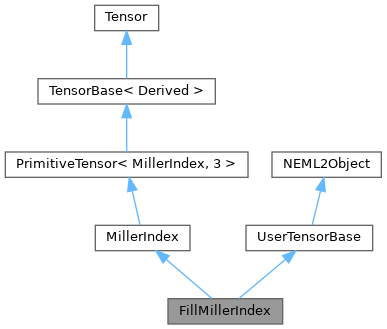 Tensor
TensorBase< Derived >
PrimitiveTensor< MillerIndex, 3 >
NEML2Object
MillerIndex
UserTensorBase
FillMillerIndex